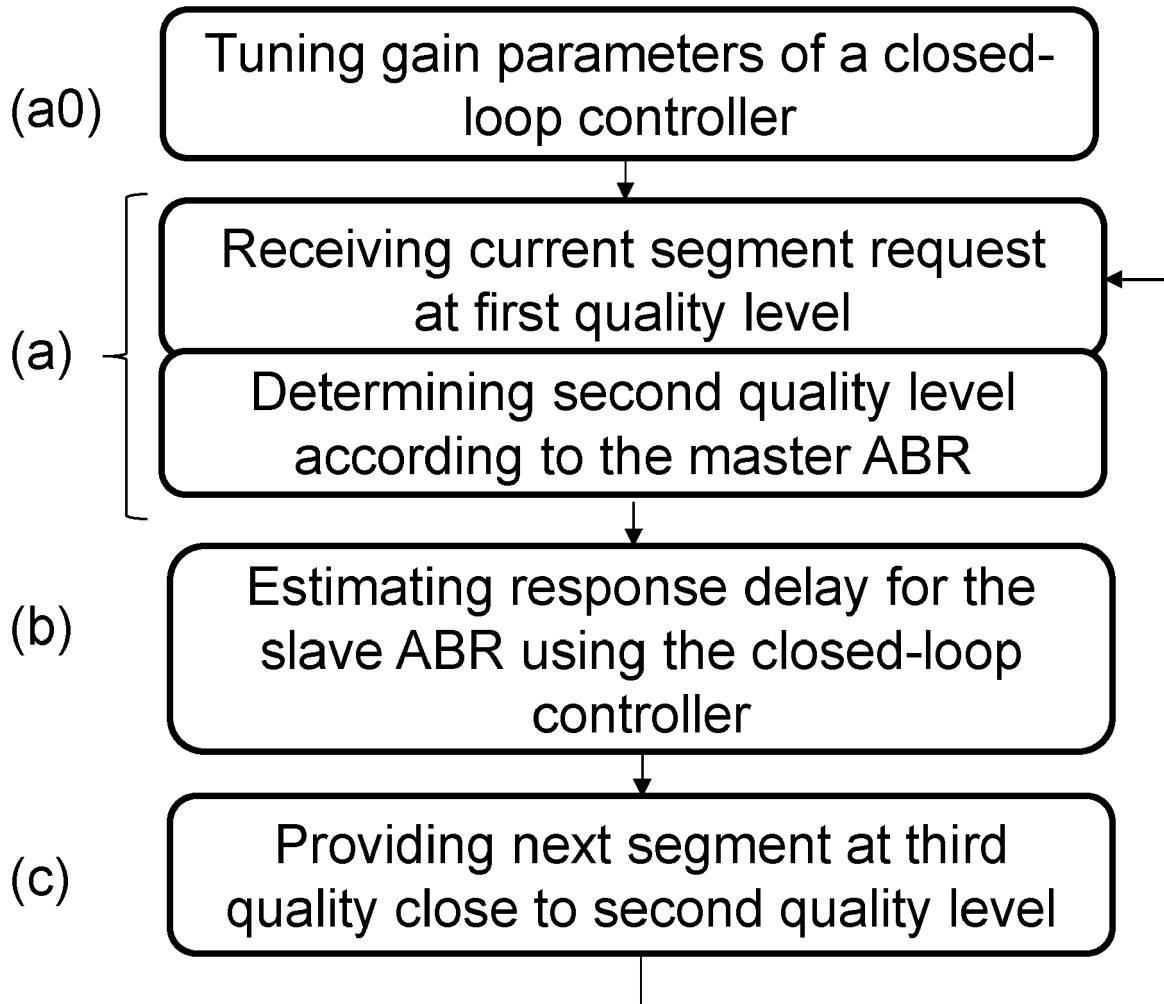 (a0)
Tuning gain parameters of a closed-
loop controller
(a)
Receiving current segment request
at first quality level
Determining second quality level
according to the master ABR
(b)
Estimating response delay for the
slave ABR using the closed-loop
controller
(c)
Providing next segment at third
quality close to second quality level